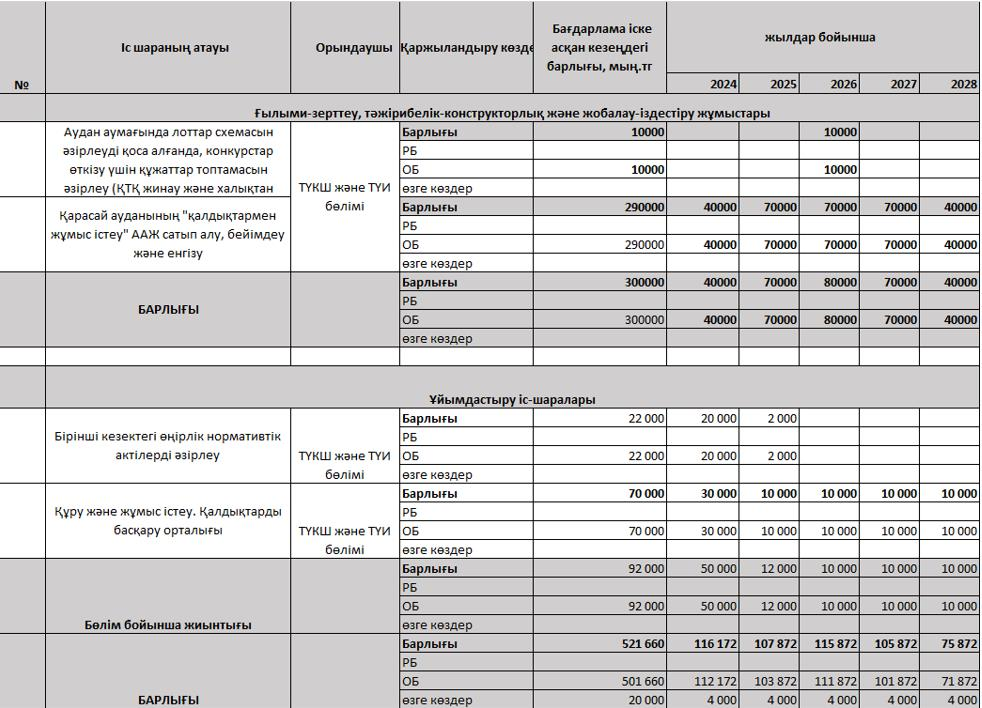 № Іс шараның атауы Орындаушы Қаржыландыру көзде Бағдарлама іске асқан кезеңдегі барлығы, мың.тг жылдар бойынша
2024 2025 2026 2027 2028
Ғылыми-зерттеу, тәжірибелік-конструкторлық және жобалау-іздестіру жұмыстары
Аудан аумағында лоттар схемасын әзірлеуді қоса алғанда, конкурстар өткізу үшін құжаттар топтамасын әзірлеу (ҚТҚ жинау және халықтан
ТҮКШ және ТҮИ бөлімі
Барлығы 10000 10000
РБ
ОБ 10000 10000
өзге көздер
Қарасай ауданының "қалдықтармен жұмыс істеу" ААЖ сатып алу, бейімдеу және енгізу
Барлығы 290000 40000 70000 70000 70000 40000
РБ
ОБ 290000 40000 70000 70000 70000 40000
өзге көздер
БАРЛЫҒЫ
Барлығы 300000 40000 70000 80000 70000 40000
РБ
ОБ 300000 40000 70000 80000 70000 40000
өзге көздер
Ұйымдастыру іс-шаралары
Бірінші кезектегі өңірлік нормативтік актілерді әзірлеу
ТҮКШ және ТҮИ бөлімі
Барлығы 22 000 20 000 2 000
РБ
ОБ 22 000 20 000 2 000
өзге көздер
Құру және жұмыс істеу. Қалдықтарды басқару орталығы
ТҮКШ және ТҮИ бөлімі
Барлығы 70 000 30 000 10 000 10 000 10 000 10 000
РБ
ОБ 70 000 30 000 10 000 10 000 10 000 10 000
өзге көздер
Бөлім бойынша жиынтығы
Барлығы 92 000 50 000 12 000 10 000 10 000 10 000
РБ
ОБ 92 000 50 000 12 000 10 000 10 000 10 000
өзге көздер
БАРЛЫҒЫ
Барлығы 521 660 116 172 107 872 115 872 105 872 75 872
РБ
ОБ 501 660 112 172 103 872 111 872 101 872 71 872
өзге көздер 20 000 4 000 4 000 4 000 4 000 4 000